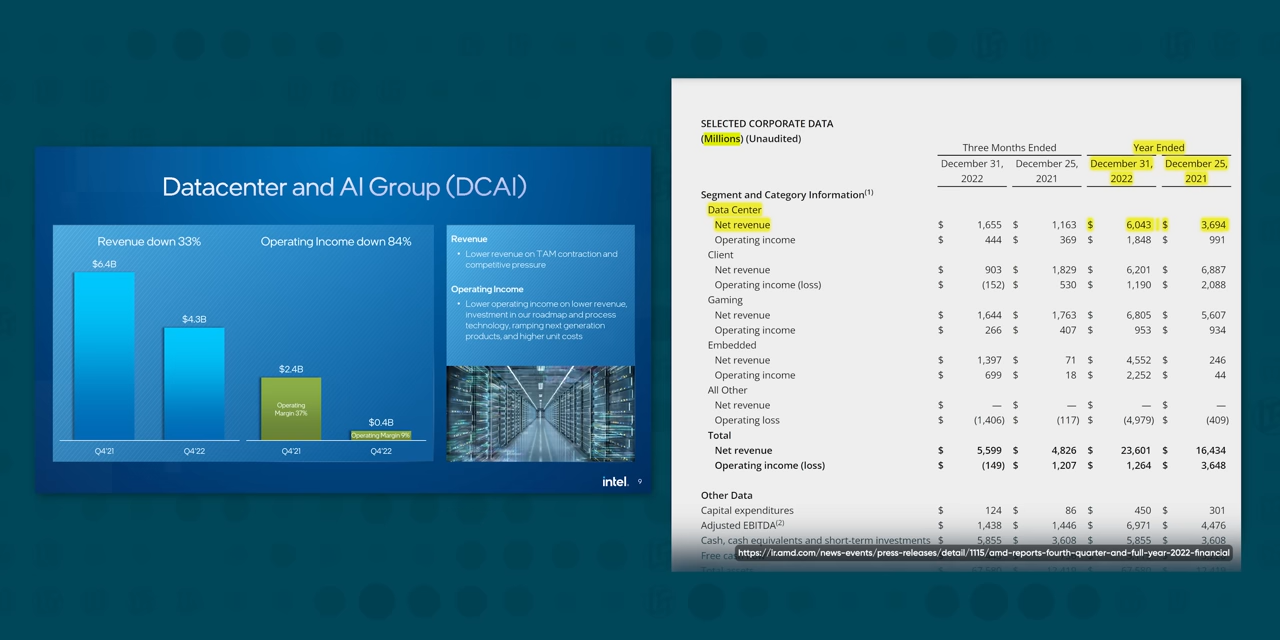 Datacenter and AI Group (DCAI)
Revenue down 33%
$6.4B
$4.3B
Q4'21
Q4'22
Operating Income down 84%
$2.4B
Operating
Margin 37%
$0.4B
Operating Margin 9%
Q4'21
Q4'22
Revenue
• Lower revenue on TAM contraction and
competitive pressure
Operating Income
• Lower operating income on lower revenue,
investment in our roadmap and process
technology, ramping next generation
products, and higher unit costs
intel. 9
SELECTED CORPORATE DATA
(Millions) (Unaudited)
Three Months Ended Year Ended
December 31, December 25, December 31, December 25,
2022 2021 2022 2021
Segment and Category Information(1)
Data Center
Net revenue $ 1,655 $ 1,163 $ 6,043 $ 3,694
Operating income $ 444 $ 369 $ 1,848 $ 991
Client
Net revenue $ 903 $ 1,829 $ 6,201 $ 6,887
Operating income (loss) $ (152) $ 530 $ 1,190 $ 2,088
Gaming
Net revenue $ 1,644 $ 1,763 $ 6,805 $ 5,607
Operating income $ 266 $ 407 $ 953 $ 934
Embedded
Net revenue $ 1,397 $ 71 $ 4,552 $ 246
Operating income $ 699 $ 18 $ 2,252 $ 44
All Other
Net revenue $ — $ — $ — $ —
Operating loss $ (1,406) $ (117) $ (4,979) $ (409)
Total
Net revenue $ 5,599 $ 4,826 $ 23,601 $ 16,434
Operating income (loss) $ (149) $ 1,207 $ 1,264 $ 3,648
Other Data
Capital expenditures $ 124 $ 86 $ 450 $ 301
Adjusted EBITDA(2) $ 1,438 $ 1,446 $ 6,971 $ 4,476
Cash, cash equivalents and short-term investments $ 5,855 $ 3,608 $ 5,855 $ 3,608
Free
https://ir.amd.com/news-events/press-releases/detail/1115/amd-reports-fourth-quarter-and-full-year-2022-financial